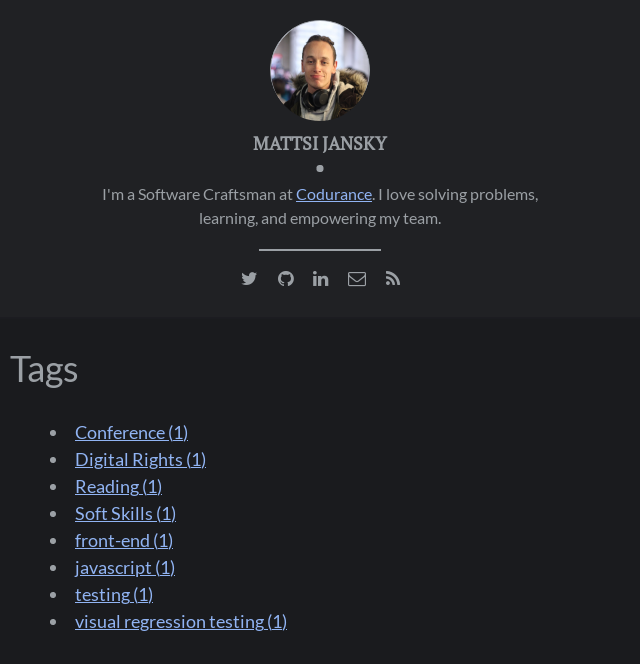 MATTSI JANSKY
I'm a Software Craftsman at Codurance. I love solving problems,
learning, and empowering my team.
Tags
Conference (1)
Digital Rights (1)
Reading (1)
Soft Skills (1)
front-end (1)
javascript (1)
testing (1)
visual regression testing (1)